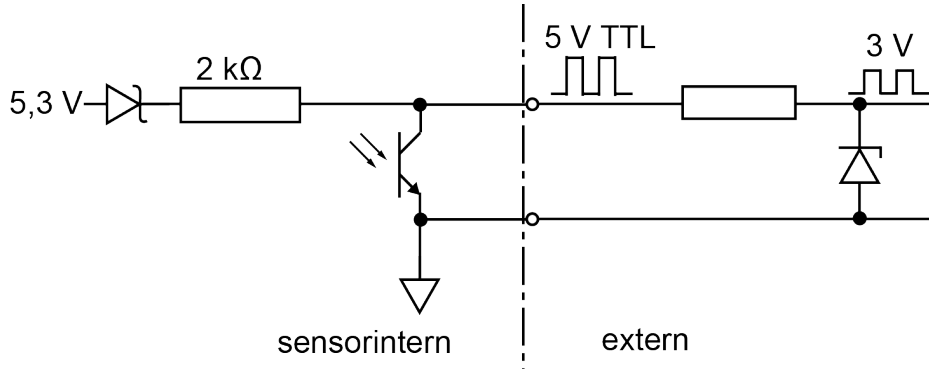 5 V TTL
3 V
2 kΩ
5,3 V
sensorintern
extern